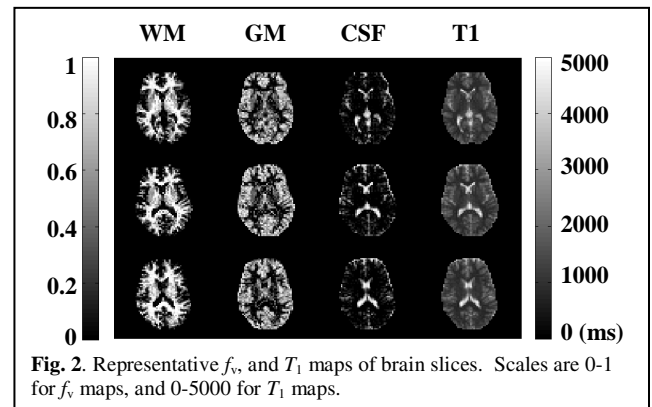 WM GM CSF T1
1 5000
0.8 4000
0.6 3000
0.4 2000
0.2 1000
0 0 (ms)
Fig. 2. Representative fv, and T1 maps of brain slices. Scales are 0-1
for fv maps, and 0-5000 for T1 maps.